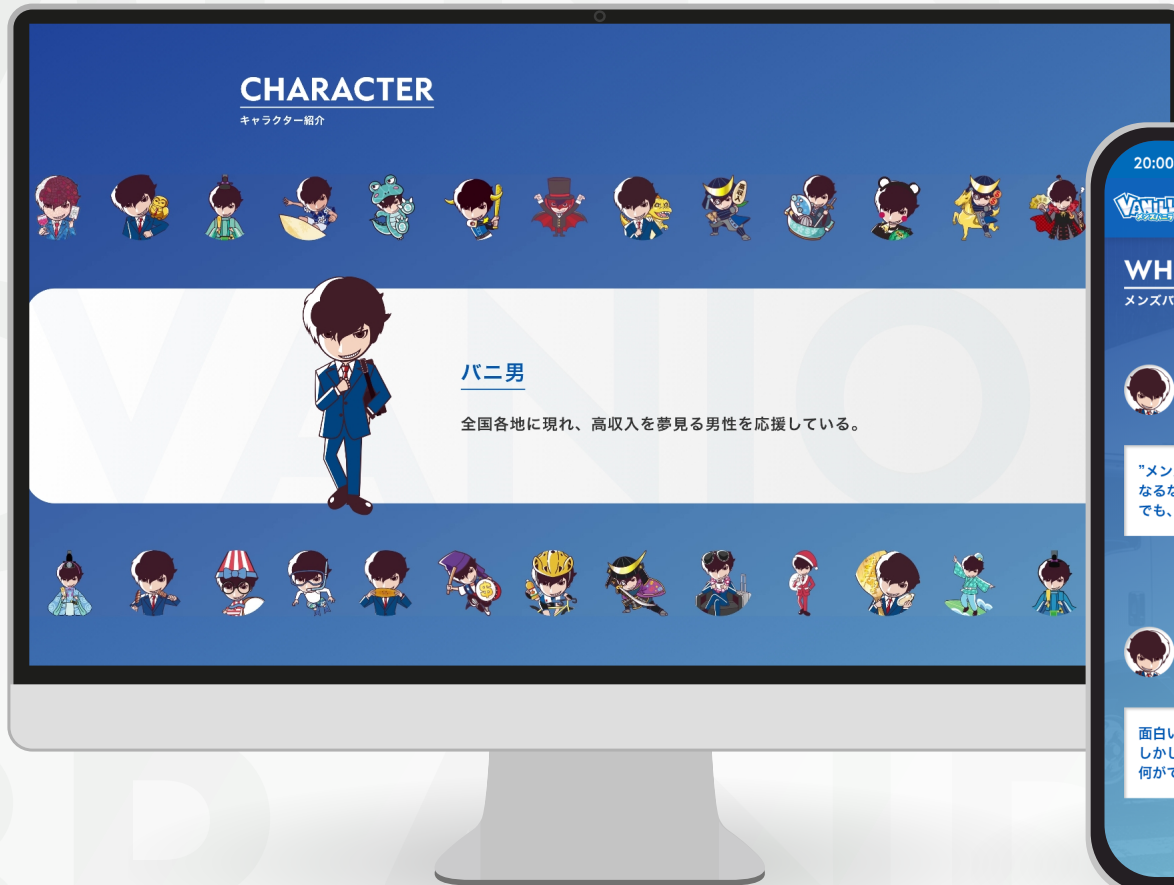 CHARACTER
キャラクター紹介
バニ男
全国各地に現れ、高収入を夢見る男性を応援している。
VANIO
20:00
VANILL
WH
メンズバ
”メン
なるな
でも、
面白い
しかし
何がで